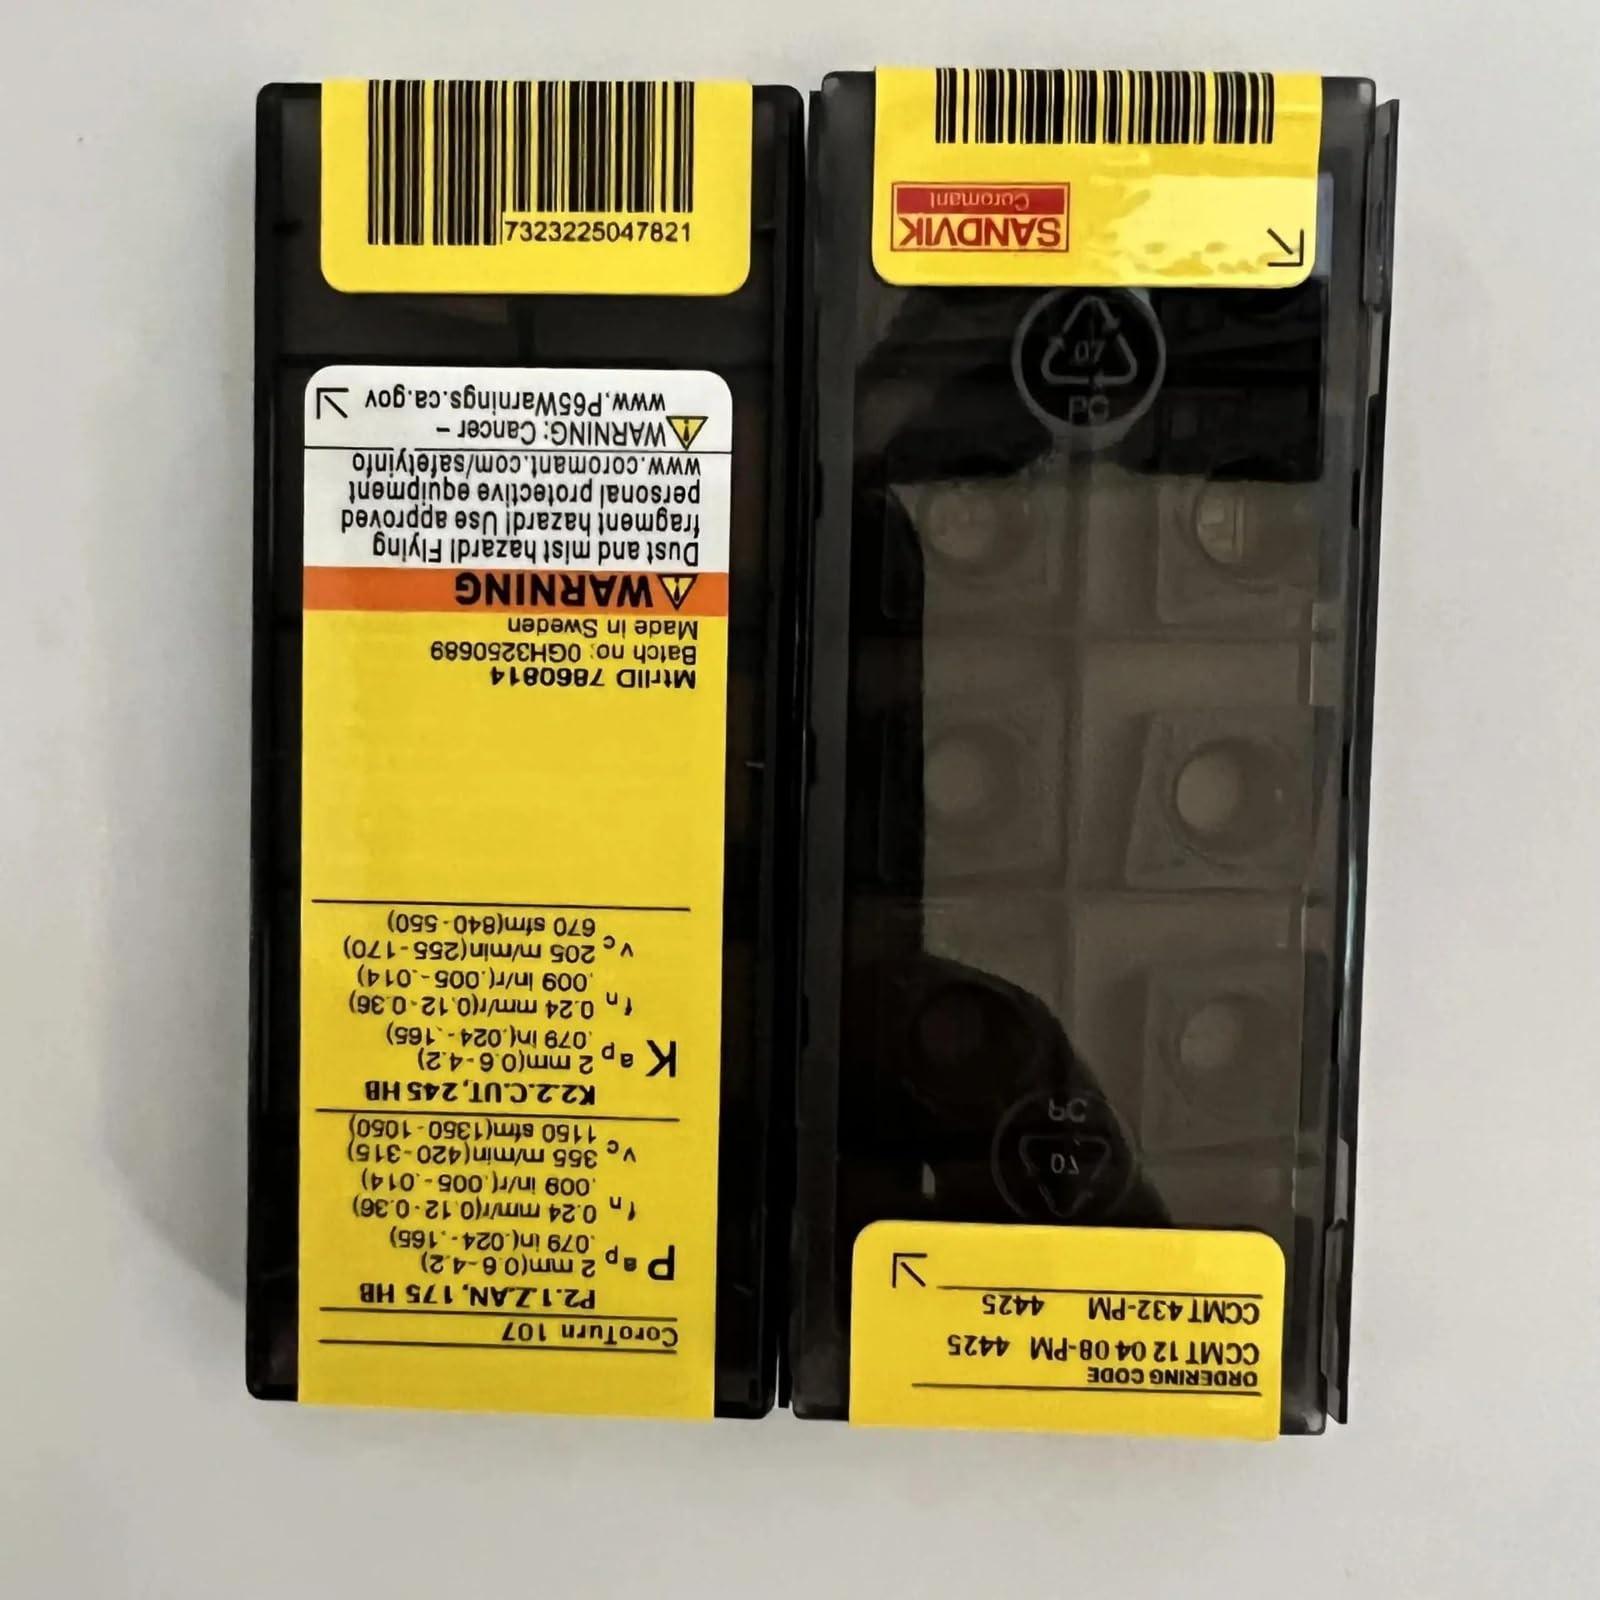 7323225047821
CoroTurn 107
P2.1.Z.AN, 175 HB
P ap 2 mm(0.6-4.2)
.079 in(.024-.165)
fn 0.24 mm/r(0.12-0.36)
.009 in/r(.005-.014)
vc 355 m/min(420-315)
1150 sfm(1350-1050)
K2.2.C.UT, 245 HB
K ap 2 mm(0.6-4.2)
.079 in(.024-.165)
fn 0.24 mm/r(0.12-0.36)
.009 in/r(.005-.014)
vc 205 m/min(255-170)
670 sfm(840-550)
MtrlID 7860814
Batch no: 0GH3250689
Made in Sweden
WARNING
Dust and mist hazard! Flying
fragment hazard! Use approved
personal protective equipment
www.coromant.com/safetyinfo
WARNING: Cancer –
www.P65Warnings.ca.gov
ORDERING CODE
CCMT 12 04 08-PM 4425
CCMT 432-PM 4425
07
PC
07
PC
SANDVIK
Coromant